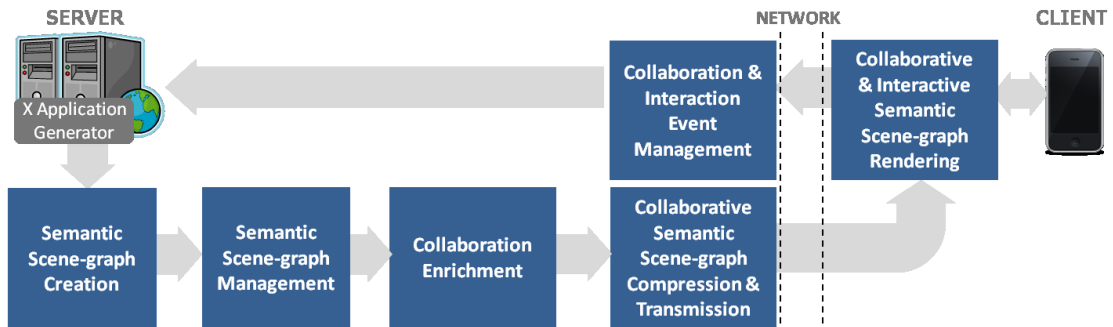 SERVER
NETWORK
CLIENT
X Application
Generator
Collaboration &
Interaction
Event
Management
Collaborative
& Interactive
Semantic
Scene-graph
Rendering
Semantic
Scene-graph
Creation
Semantic
Scene-graph
Management
Collaboration
Enrichment
Collaborative
Semantic
Scene-graph
Compression &
Transmission